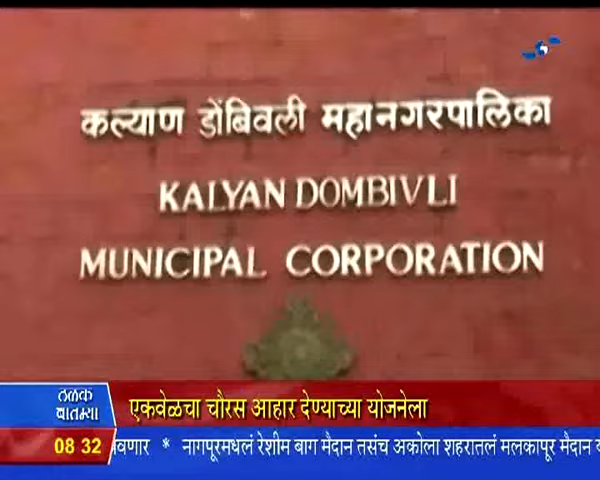 कल्याण डोंबिवली महानगरपालिका
KALYAN DOMBIVLI
MUNICIPAL CORPORATION
ठळक
बातम्या
एकवेळचा चौरस आहार देण्याच्या योजनेला
08 32
* नागपूरमधलं रेशीम बाग मैदान तसंच अकोला शहरातलं मलकापूर मैदान